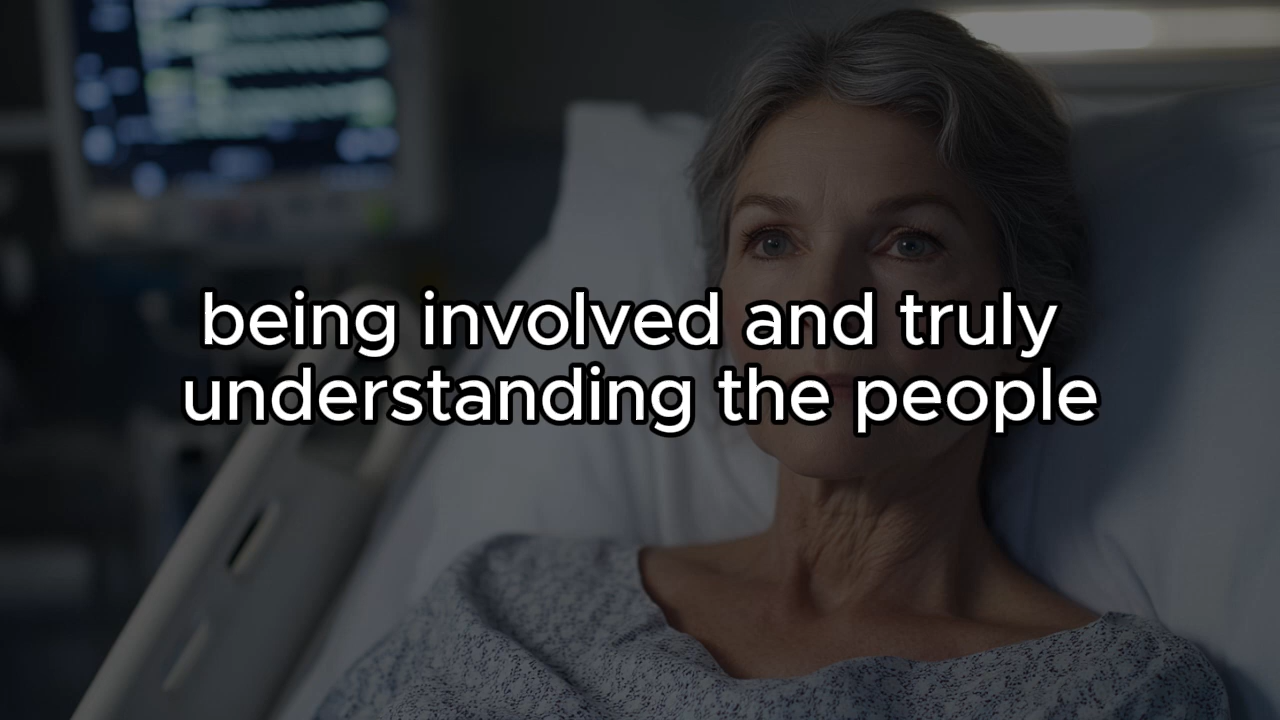 being involved and truly
understanding the people